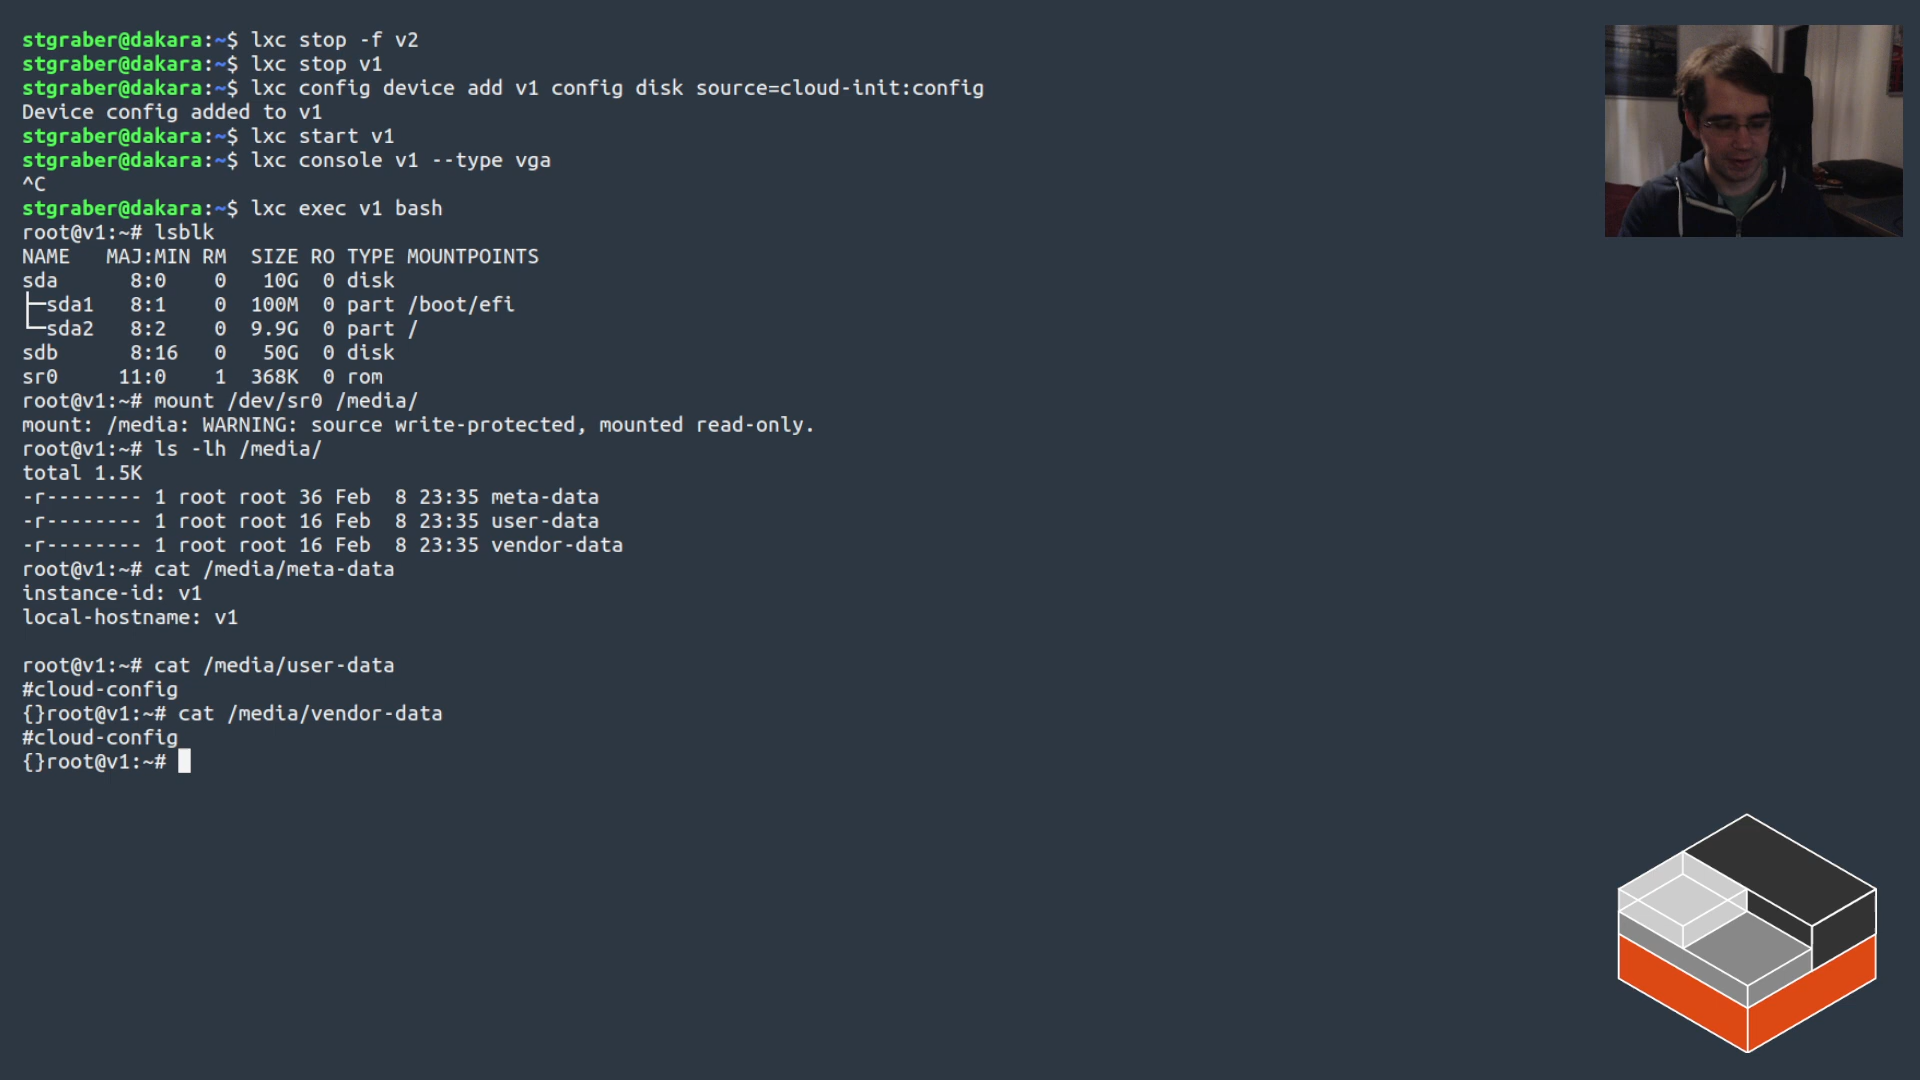 stgraber@dakara:~$ lxc stop -f v2
stgraber@dakara:~$ lxc stop v1
stgraber@dakara:~$ lxc config device add v1 config disk source=cloud-init:config
Device config added to v1
stgraber@dakara:~$ lxc start v1
stgraber@dakara:~$ lxc console v1 --type vga
^C
stgraber@dakara:~$ lxc exec v1 bash
root@v1:~# lsblk
NAME   MAJ:MIN RM   SIZE RO TYPE MOUNTPOINTS
sda      8:0    0    10G  0 disk
├─sda1   8:1    0   100M  0 part /boot/efi
└─sda2   8:2    0   9.9G  0 part /
sdb      8:16   0    50G  0 disk
sr0     11:0    1   368K  0 rom
root@v1:~# mount /dev/sr0 /media/
mount: /media: WARNING: source write-protected, mounted read-only.
root@v1:~# ls -lh /media/
total 1.5K
-r-------- 1 root root 36 Feb  8 23:35 meta-data
-r-------- 1 root root 16 Feb  8 23:35 user-data
-r-------- 1 root root 16 Feb  8 23:35 vendor-data
root@v1:~# cat /media/meta-data
instance-id: v1
local-hostname: v1

root@v1:~# cat /media/user-data
#cloud-config
{}root@v1:~# cat /media/vendor-data
#cloud-config
{}root@v1:~#